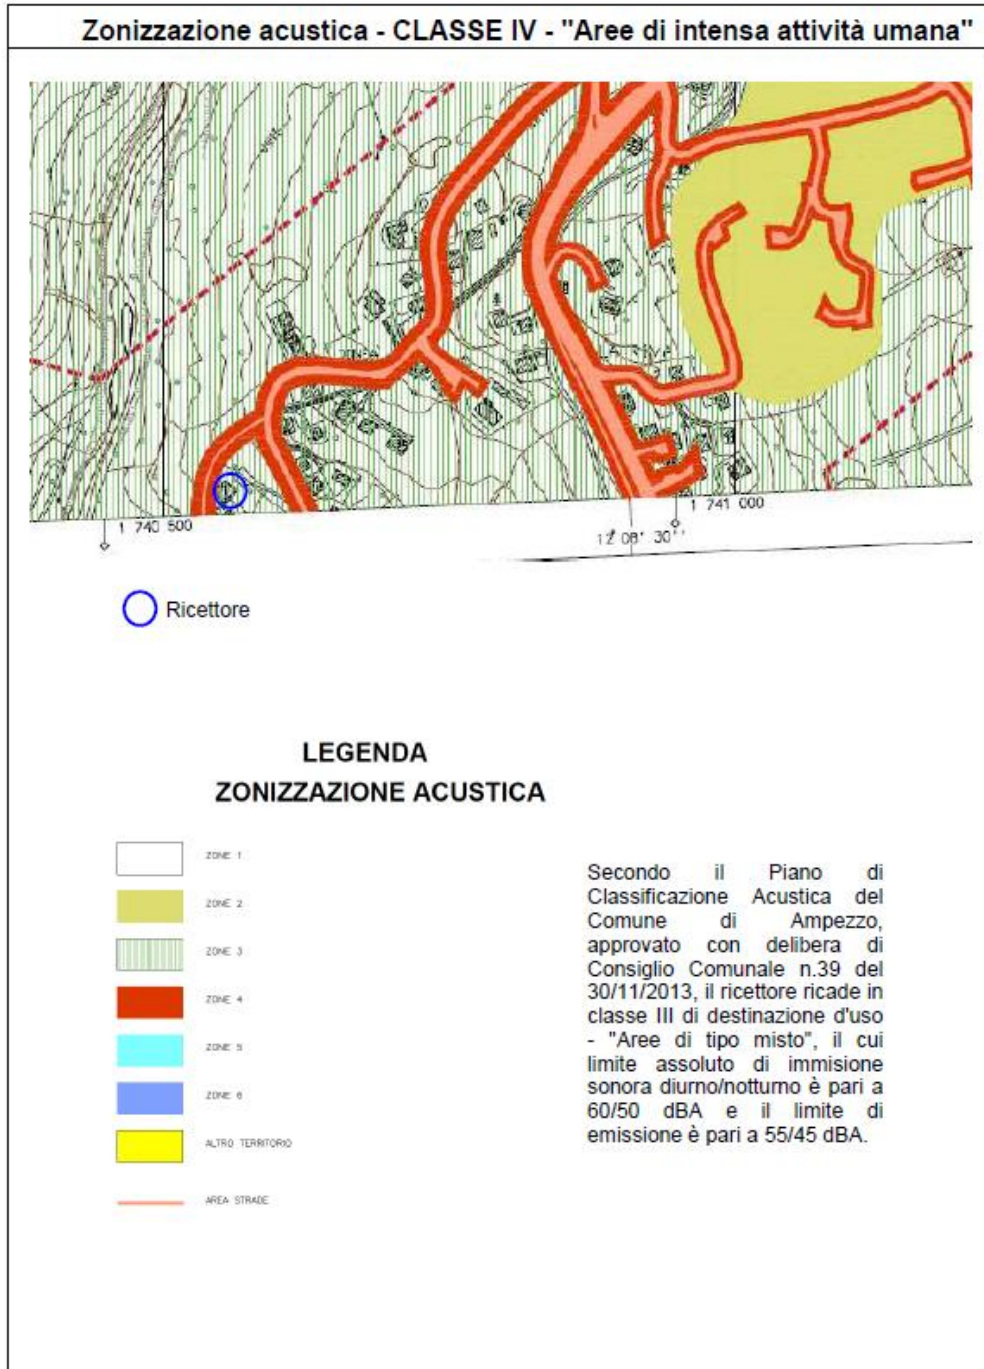 Zonizzazione acustica - CLASSE IV - "Aree di intensa attività umana"
1 740 500
1 741 000
12° 08' 30''
Ricettore
LEGENDA
ZONIZZAZIONE ACUSTICA
ZONE 1
ZONE 2
ZONE 3
ZONE 4
ZONE 5
ZONE 6
ALTRO TERRITORIO
AREA STRADE
Secondo il Piano di
Classificazione Acustica del
Comune di Ampezzo,
approvato con delibera di
Consiglio Comunale n.39 del
30/11/2013, il ricettore ricade in
classe III di destinazione d'uso
- "Aree di tipo misto", il cui
limite assoluto di immisione
sonora diurno/notturno è pari a
60/50 dBA e il limite di
emissione è pari a 55/45 dBA.